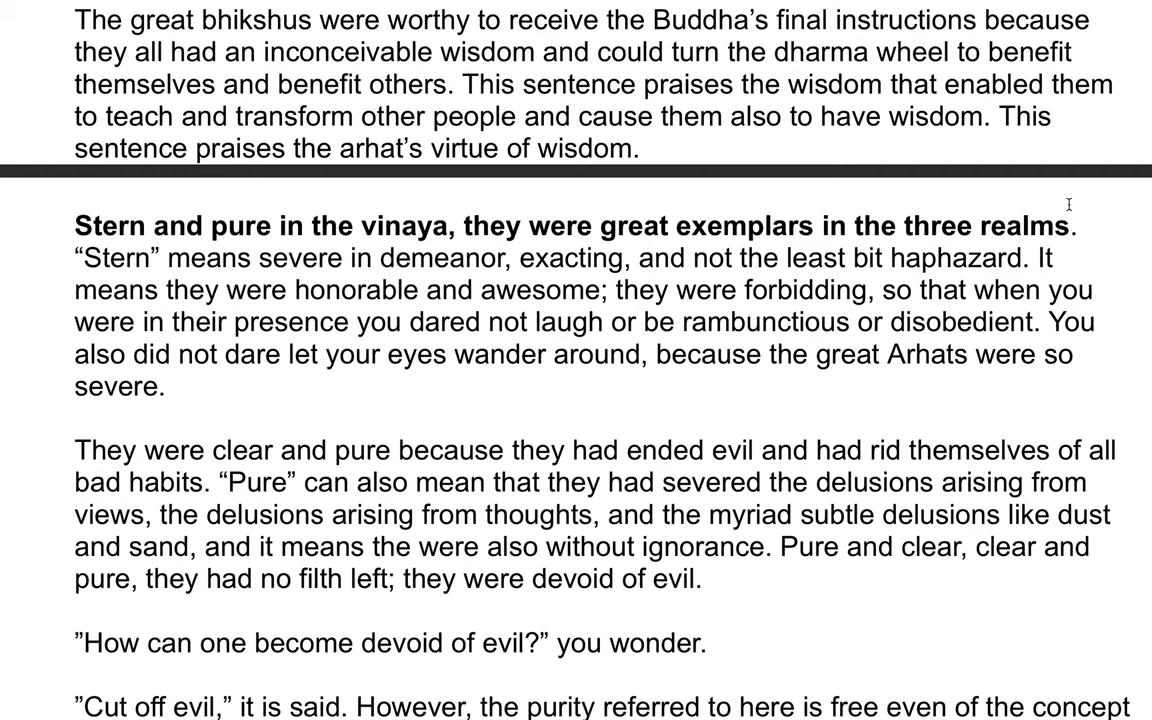 The great bhikshus were worthy to receive the Buddha’s final instructions because
they all had an inconceivable wisdom and could turn the dharma wheel to benefit
themselves and benefit others. This sentence praises the wisdom that enabled them
to teach and transform other people and cause them also to have wisdom. This
sentence praises the arhat’s virtue of wisdom.
Stern and pure in the vinaya, they were great exemplars in the three realms.
“Stern” means severe in demeanor, exacting, and not the least bit haphazard. It
means they were honorable and awesome; they were forbidding, so that when you
were in their presence you dared not laugh or be rambunctious or disobedient. You
also did not dare let your eyes wander around, because the great Arhats were so
severe.
They were clear and pure because they had ended evil and had rid themselves of all
bad habits. “Pure” can also mean that they had severed the delusions arising from
views, the delusions arising from thoughts, and the myriad subtle delusions like dust
and sand, and it means the were also without ignorance. Pure and clear, clear and
pure, they had no filth left; they were devoid of evil.
”How can one become devoid of evil?” you wonder.
”Cut off evil,” it is said. However, the purity referred to here is free even of the concept